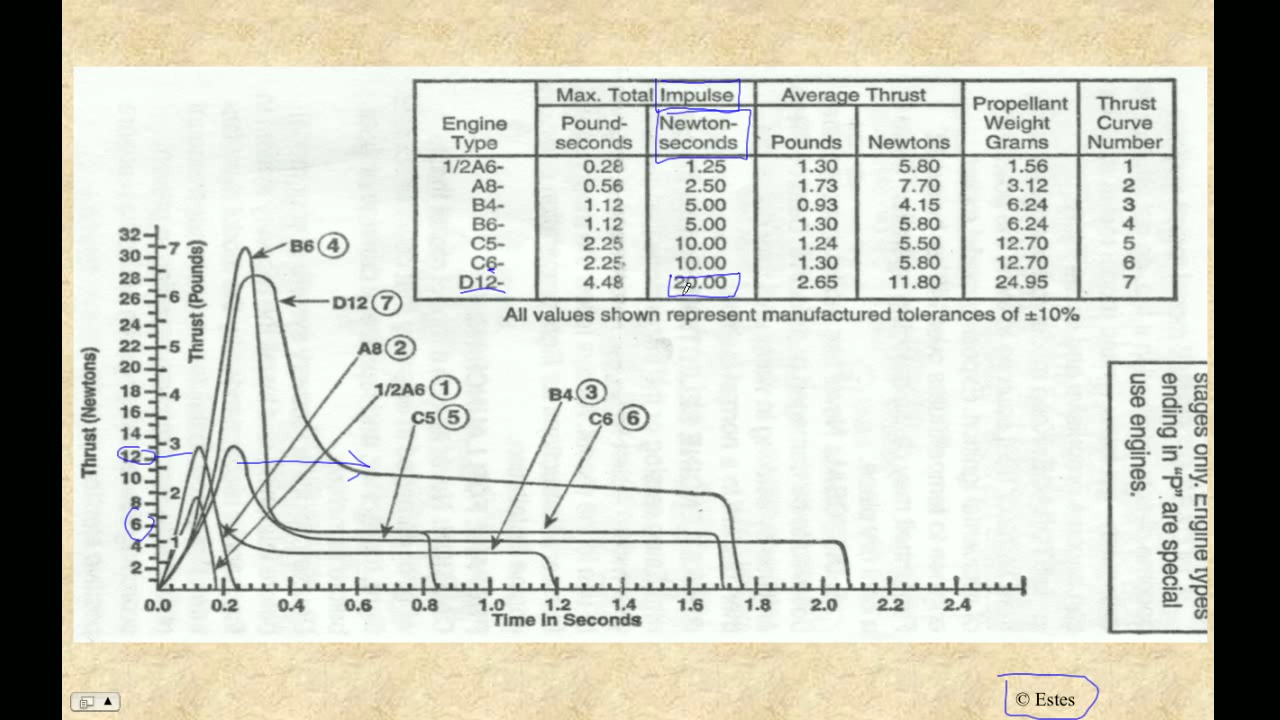 Max. Total Impulse Average Thrust Propellant Thrust
Engine Pound- Newton- Weight Curve
Type seconds seconds Pounds Newtons Grams Number
1/2A6- 0.28 1.25 1.30 5.80 1.56 1
A8- 0.56 2.50 1.73 7.70 3.12 2
B4- 1.12 5.00 0.93 4.15 6.24 3
B6- 1.12 5.00 1.30 5.80 6.24 4
C5- 2.25 10.00 1.24 5.50 12.70 5
C6- 2.25 10.00 1.30 5.80 12.70 6
D12- 4.48 20.00 2.65 11.80 24.95 7
All values shown represent manufactured tolerances of ±10%
Thrust (Newtons)
32
30
28
26
24
22
20
18
16
14
12
10
8
6
4
2
Thrust (Pounds)
7
6
5
4
3
2
1
B6 4
D12 7
A8 2
1/2A6 1
C5 5
B4 3
C6 6
0.0 0.2 0.4 0.6 0.8 1.0 1.2 1.4 1.6 1.8 2.0 2.2 2.4
Time in Seconds
stages only. Engine types
ending in "P" are special
use engines.
© Estes